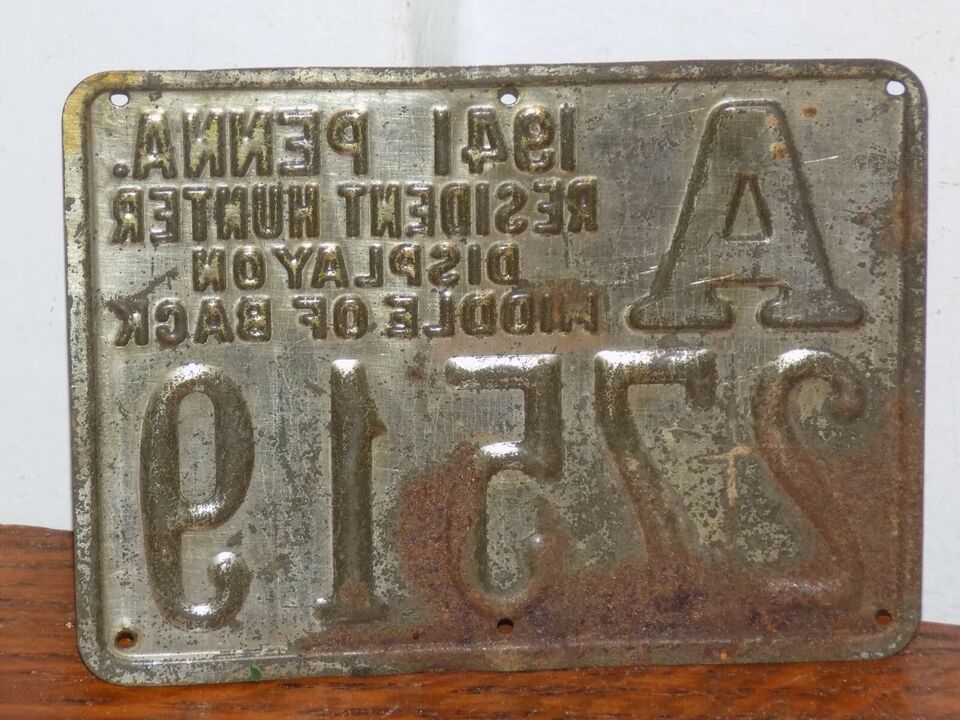 A
1941 PENNA.
RESIDENT HUNTER
DISPLAY ON
MIDDLE OF BACK
27519